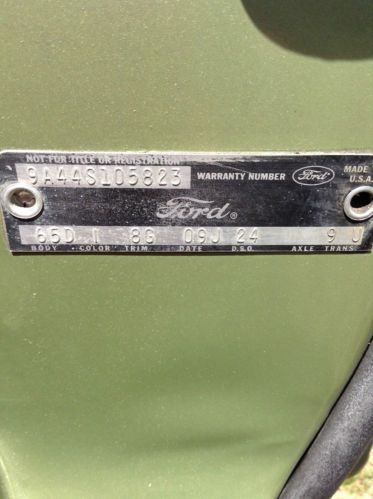 NOT FOR TITLE OR REGISTRATION
9A44S105823 WARRANTY NUMBER Ford MADE IN U.S.A.
Ford®
65D I 8G 09J 24 9 U
BODY COLOR TRIM DATE D.S.O. AXLE TRANS.